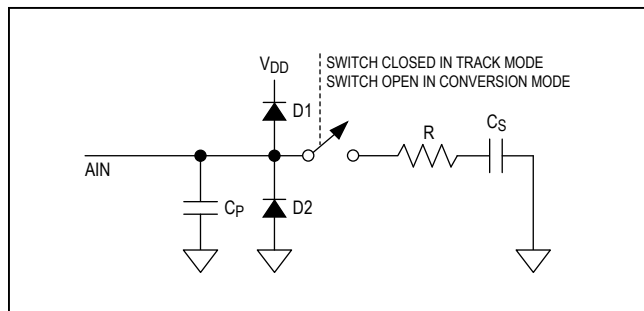 SWITCH CLOSED IN TRACK MODE
SWITCH OPEN IN CONVERSION MODE
VDD
D1
R
CS
AIN
CP
D2